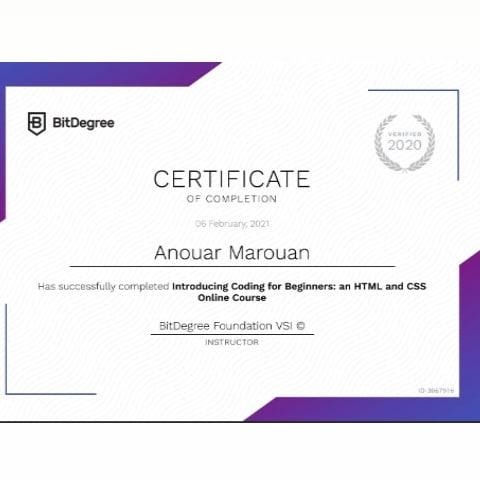 BitDegree
VERIFIED
2020
CERTIFICATE
OF COMPLETION
06 February, 2021
Anouar Marouan
Has successfully completed Introducing Coding for Beginners: an HTML and CSS
Online Course
BitDegree Foundation VSI ©
INSTRUCTOR
ID-3667916